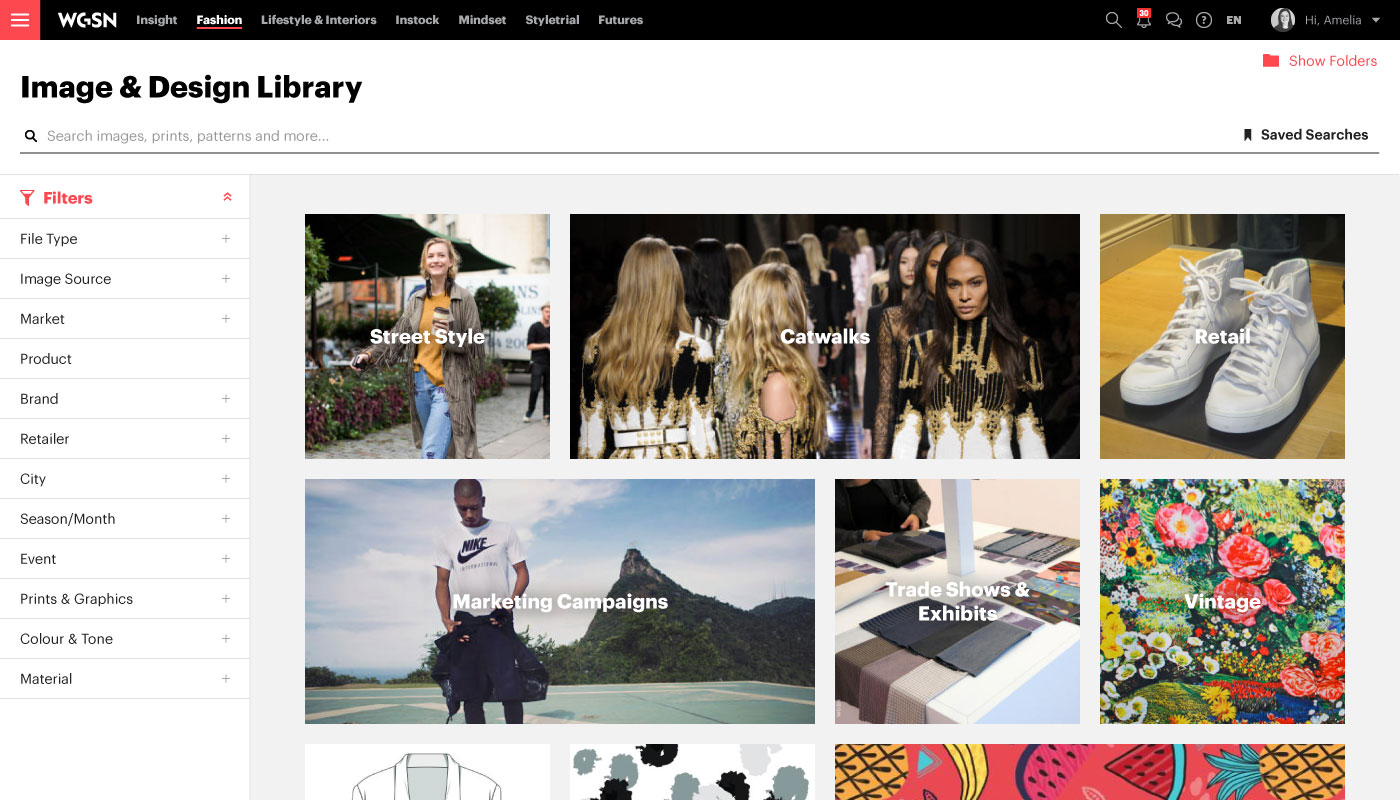 WGSN Insight Fashion Lifestyle & Interiors Instock Mindset Styletrial Futures 30 EN Hi, Amelia
Show Folders
Image & Design Library
Search images, prints, patterns and more...
Saved Searches
Filters
File Type
Image Source
Market
Product
Brand
Retailer
City
Season/Month
Event
Prints & Graphics
Colour & Tone
Material
Street Style
Catwalks
Retail
NIKE
INTERNATIONAL
Marketing Campaigns
Trade Shows &
Exhibits
Vintage